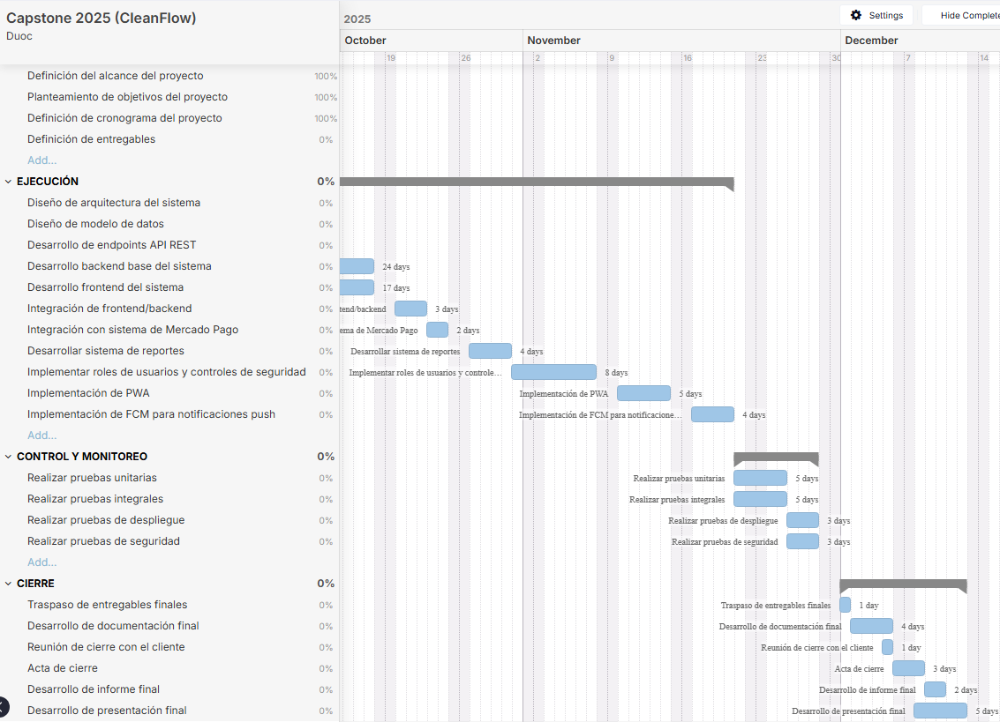 Capstone 2025 (CleanFlow)
Duoc
2025
Settings
Hide Complete
October
November
December
19
26
2
9
16
23
30
7
14
Definición del alcance del proyecto 100%
Planteamiento de objetivos del proyecto 100%
Definición de cronograma del proyecto 100%
Definición de entregables 0%
Add...
EJECUCIÓN 0%
Diseño de arquitectura del sistema 0%
Diseño de modelo de datos 0%
Desarrollo de endpoints API REST 0%
Desarrollo backend base del sistema 0% 24 days
Desarrollo frontend del sistema 0% 17 days
Integración de frontend/backend 0% tend/backend 3 days
Integración con sistema de Mercado Pago 0% ema de Mercado Pago 2 days
Desarrollar sistema de reportes 0% Desarrollar sistema de reportes 4 days
Implementar roles de usuarios y controles de seguridad 0% Implementar roles de usuarios y controle... 8 days
Implementación de PWA 0% Implementación de PWA 5 days
Implementación de FCM para notificaciones push 0% Implementación de FCM para notificacione... 4 days
Add...
CONTROL Y MONITOREO 0%
Realizar pruebas unitarias 0% Realizar pruebas unitarias 5 days
Realizar pruebas integrales 0% Realizar pruebas integrales 5 days
Realizar pruebas de despliegue 0% Realizar pruebas de despliegue 3 days
Realizar pruebas de seguridad 0% Realizar pruebas de seguridad 3 days
Add...
CIERRE 0%
Traspaso de entregables finales 0% Traspaso de entregables finales 1 day
Desarrollo de documentación final 0% Desarrollo de documentación final 4 days
Reunión de cierre con el cliente 0% Reunión de cierre con el cliente 1 day
Acta de cierre 0% Acta de cierre 3 days
Desarrollo de informe final 0% Desarrollo de informe final 2 days
Desarrollo de presentación final 0% Desarrollo de presentación final 5 days